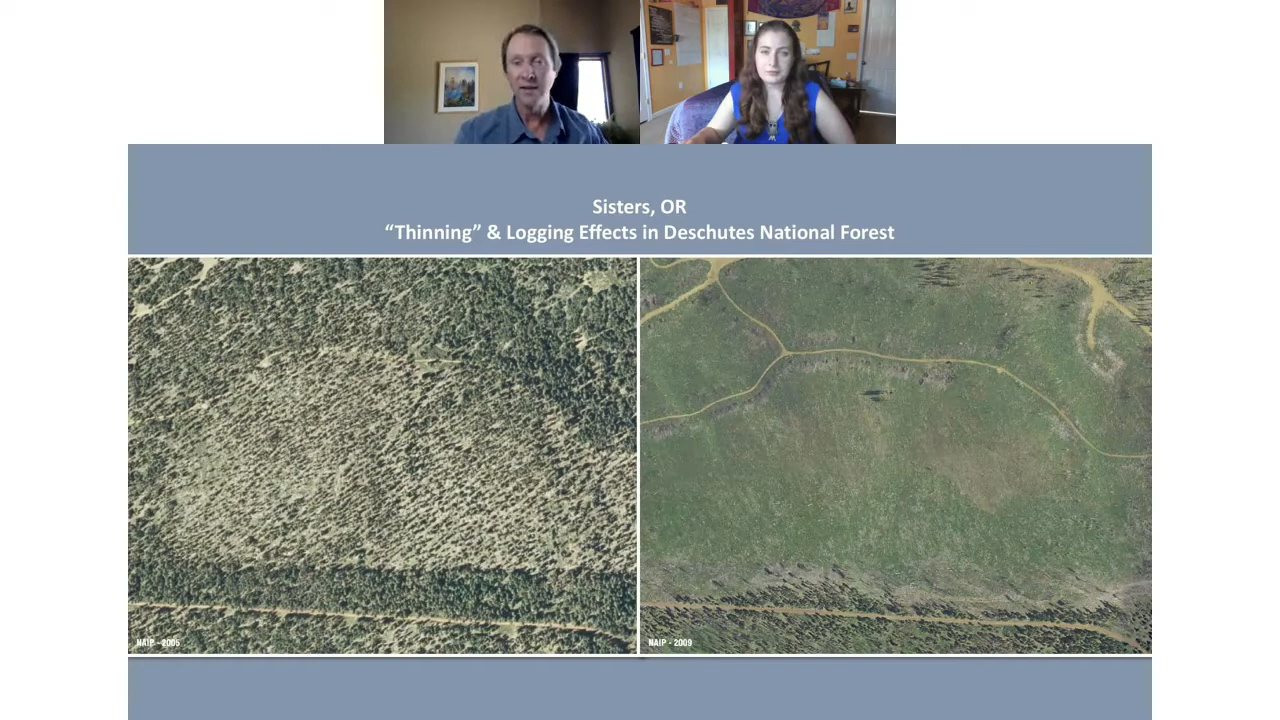 Sisters, OR
“Thinning” & Logging Effects in Deschutes National Forest
NAIP - 2005
NAIP - 2009